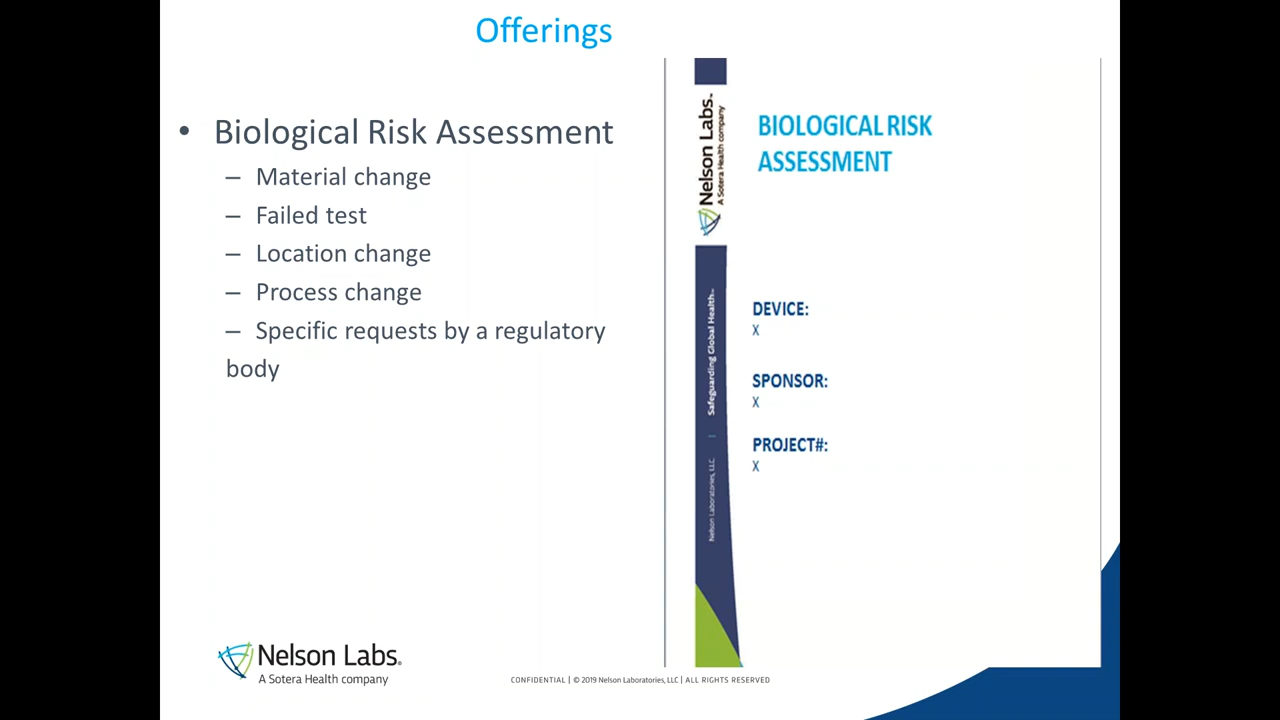 Offerings
• Biological Risk Assessment
– Material change
– Failed test
– Location change
– Process change
– Specific requests by a regulatory
body
Nelson Labs.
A Sotera Health company
CONFIDENTIAL | © 2019 Nelson Laboratories, LLC | ALL RIGHTS RESERVED
Nelson Labs™
A Sotera Health company
Nelson Laboratories, LLC | Safeguarding Global Health™
BIOLOGICAL RISK
ASSESSMENT
DEVICE:
X
SPONSOR:
X
PROJECT#:
X